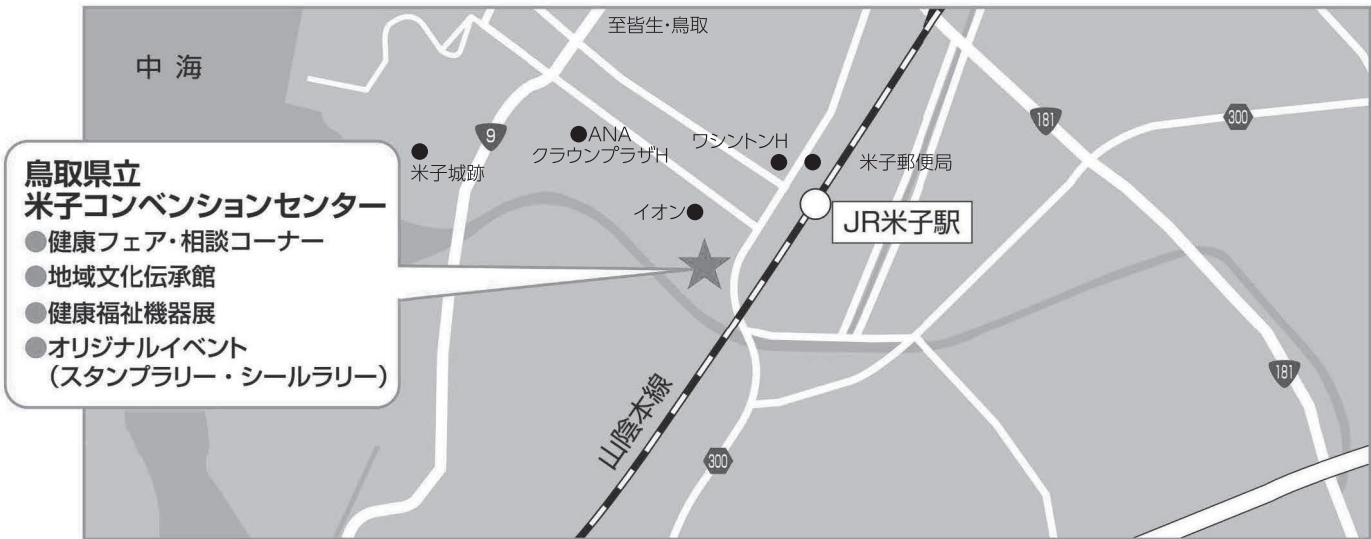 至皆生・鳥取
中 海
9
181
300
ANA
クラウンプラザH
ワシントンH
米子郵便局
米子城跡
イオン
JR米子駅
鳥取県立
米子コンベンションセンター
●健康フェア・相談コーナー
●地域文化伝承館
●健康福祉機器展
●オリジナルイベント
(スタンプラリー・シールラリー)
山陰本線
181
300